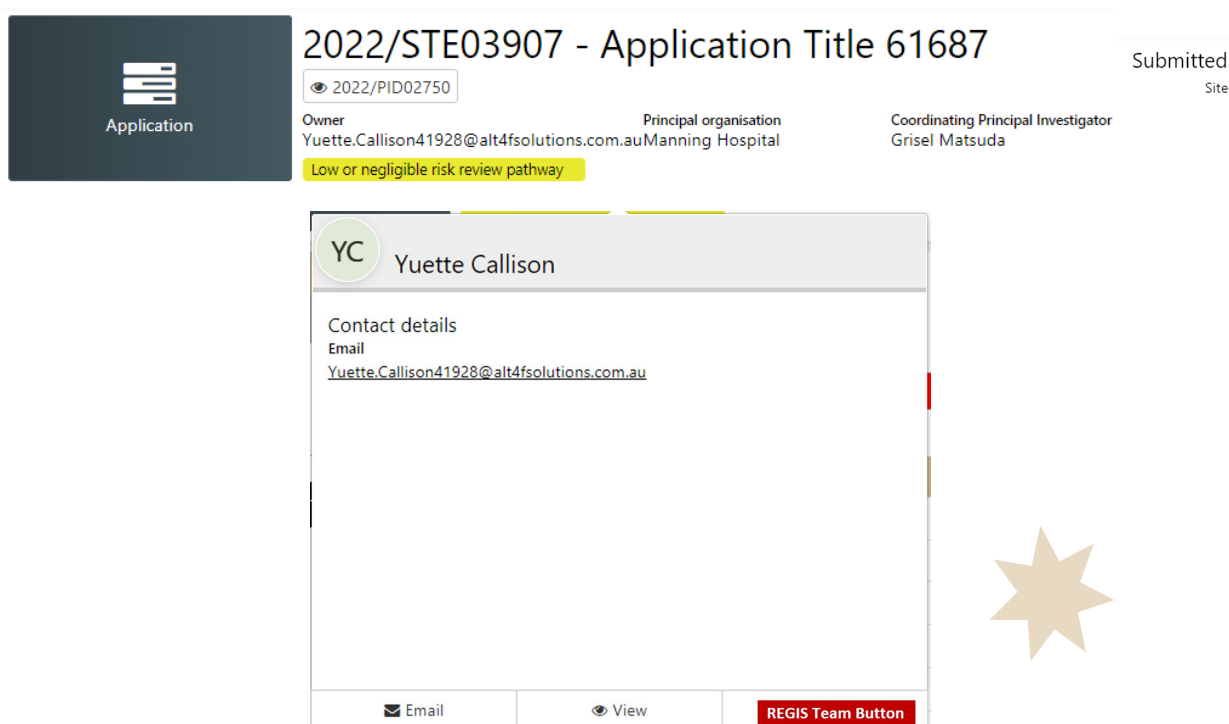 2022/STE03907 - Application Title 61687
Submitted
2022/PID02750
Site
Application
Owner
Principal organisation
Coordinating Principal Investigator
Yuette.Callison41928@alt4fsolutions.com.au
Manning Hospital
Grisel Matsuda
Low or negligible risk review pathway
YC
Yuette Callison
Contact details
Email
Yuette.Callison41928@alt4fsolutions.com.au
Email
View
REGIS Team Button